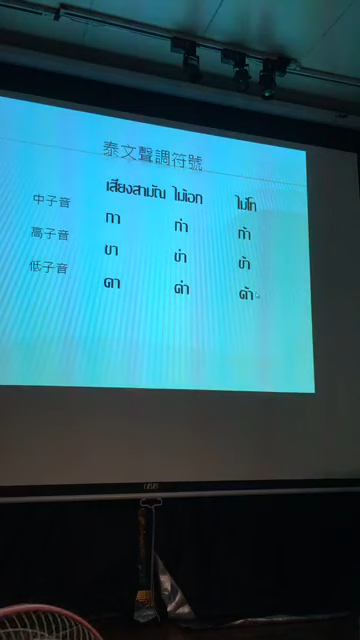 泰文聲調符號
เสียงสามัญ ไม้เอก ไม้โท
中子音 กา ก่า ก้า
高子音 ขา ข่า ข้า
低子音 คา ค่า ค้า